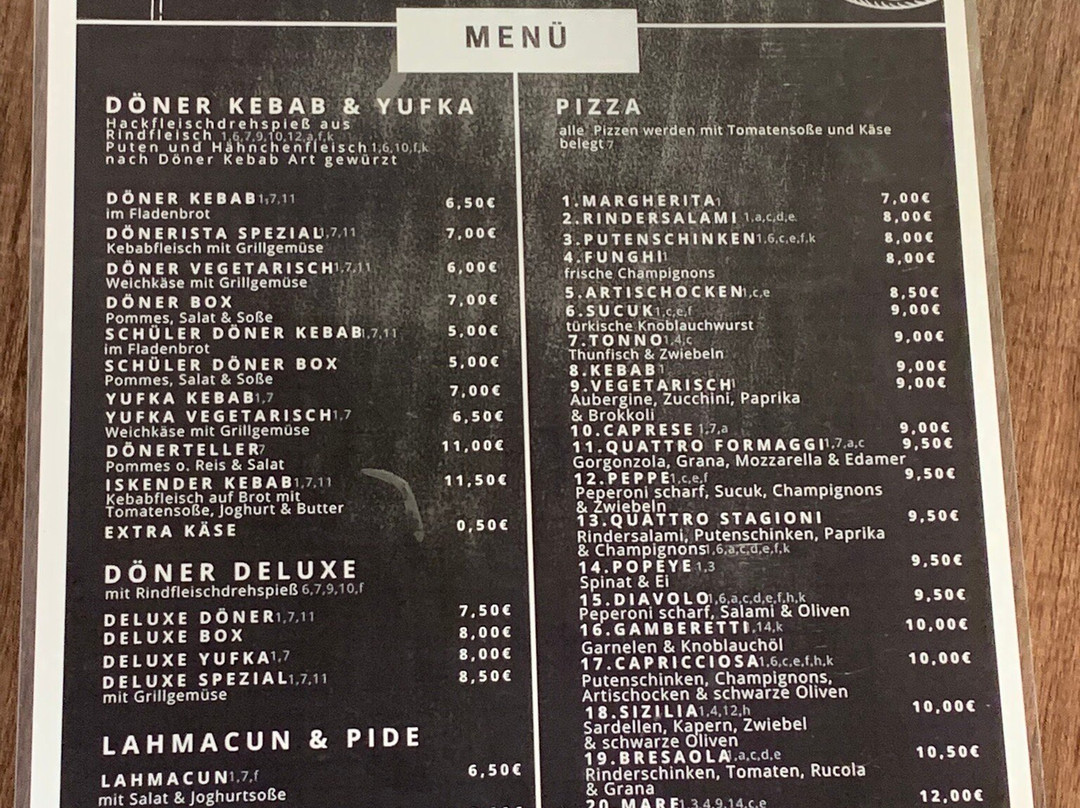 MENÜ
DÖNER KEBAB & YUFKA
Hackfleischdrehspieß aus
Rindfleisch 1,6,7,9,10,12,a,f,k
Puten und Hähnchenfleisch 1,6,10,f,k
nach Döner Kebab Art gewürzt
DÖNER KEBAB 1,7,11 6,50€
im Fladenbrot
DÖNERISTA SPEZIAL 1,7,11 7,00€
Kebabfleisch mit Grillgemüse
DÖNER VEGETARISCH 1,7,11 6,00€
Weichkäse mit Grillgemüse
DÖNER BOX 7,00€
Pommes, Salat & Soße
SCHÜLER DÖNER KEBAB 1,7,11 5,00€
im Fladenbrot
SCHÜLER DÖNER BOX 5,00€
Pommes, Salat & Soße
YUFKA KEBAB 1,7 7,00€
YUFKA VEGETARISCH 1,7 6,50€
Weichkäse mit Grillgemüse
DÖNERTELLER 7 11,00€
Pommes o. Reis & Salat
ISKENDER KEBAB 1,7,11 11,50€
Kebabfleisch auf Brot mit
Tomatensoße, Joghurt & Butter
EXTRA KÄSE 0,50€
DÖNER DELUXE
mit Rindfleischdrehspieß 6,7,9,10,f
DELUXE DÖNER 1,7,11 7,50€
DELUXE BOX 8,00€
DELUXE YUFKA 1,7 8,00€
DELUXE SPEZIAL 1,7,11 8,50€
mit Grillgemüse
LAHMACUN & PIDE
LAHMACUN 1,7,f 6,50€
mit Salat & Joghurtsoße
PIZZA
alle Pizzen werden mit Tomatensoße und Käse
belegt 7
1.MARGHERITA 1 7,00€
2.RINDERSALAMI 1,a,c,d,e 8,00€
3.PUTENSCHINKEN 1,6,c,e,f,k 8,00€
4.FUNGHI 1 8,00€
frische Champignons
5.ARTISCHOCKEN 1,c,e 8,50€
6.SUCUK 1,c,e,f 9,00€
türkische Knoblauchwurst
7.TONNO 1,4,c 9,00€
Thunfisch & Zwiebeln
8.KEBAB 1 9,00€
9.VEGETARISCH 1 9,00€
Aubergine, Zucchini, Paprika
& Brokkoli
10.CAPRESE 1,7,a 9,00€
11.QUATTRO FORMAGGI 1,7,a,c 9,50€
Gorgonzola, Grana, Mozzarella & Edamer
12.PEPPE 1,c,e,f 9,50€
Peperoni scharf, Sucuk, Champignons
& Zwiebeln
13.QUATTRO STAGIONI 9,50€
Rindersalami, Putenschinken, Paprika
& Champignons 1,6,a,c,d,e,f,k
14.POPEYE 1,3 9,50€
Spinat & Ei
15.DIAVOLO 1,6,a,c,d,e,f,h,k 9,50€
Peperoni scharf, Salami & Oliven
16.GAMBERETTI 1,14,k 10,00€
Garnelen & Knoblauchöl
17.CAPRICCIOSA 1,6,c,e,f,h,k 10,00€
Putenschinken, Champignons,
Artischocken & schwarze Oliven
18.SIZILIA 1,4,12,h 10,00€
Sardellen, Kapern, Zwiebel
& schwarze Oliven
19.BRESAOLA 1,a,c,d,e 10,50€
Rinderschinken, Tomaten, Rucola
& Grana
20.MARE 1,3,4,9,14,c,e 12,00€